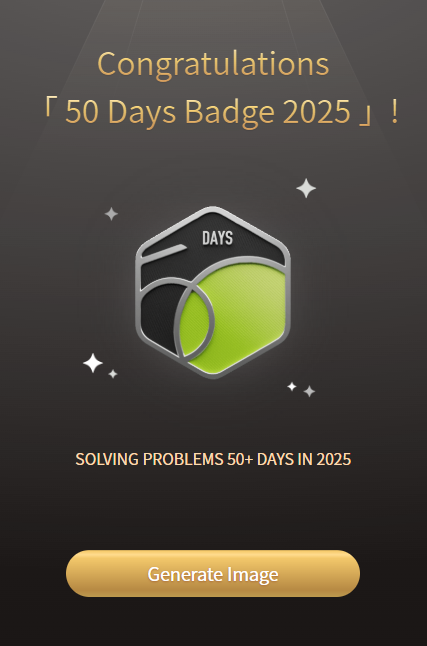 Congratulations
「 50 Days Badge 2025 」!
DAYS
SOLVING PROBLEMS 50+ DAYS IN 2025
Generate Image